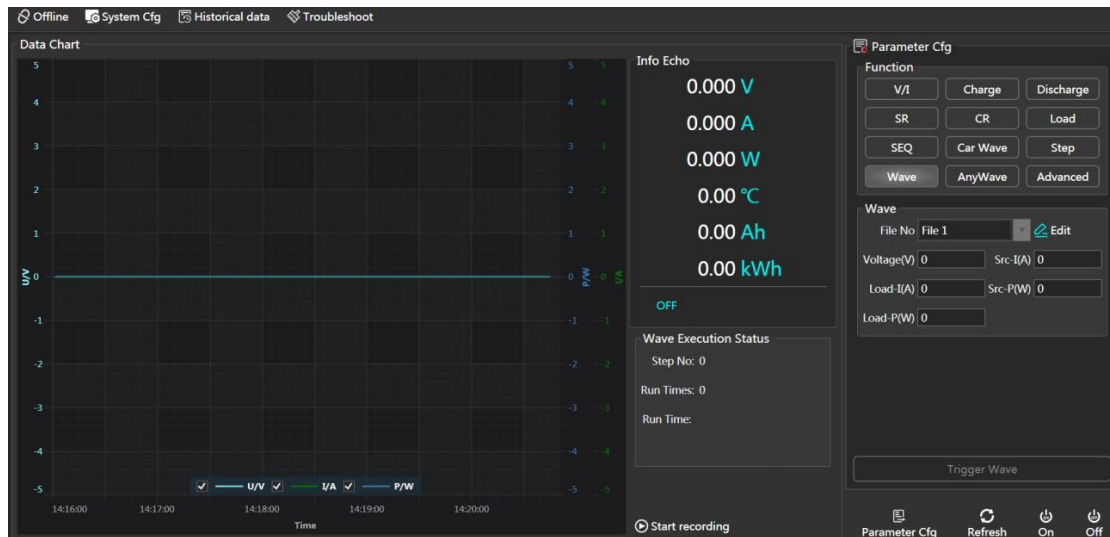 Offline System Cfg Historical data Troubleshoot
Data Chart
5 5 5
4 4 4
3 3 3
2 2 2
1 1 1
0 0 0
-1 -1 -1
-2 -2 -2
-3 -3 -3
-4 -4 -4
-5 -5 -5
U/V
P/W
I/A
U/V I/A P/W
14:16:00 14:17:00 14:18:00 14:19:00 14:20:00
Time
Info Echo
0.000 V
0.000 A
0.000 W
0.00 ℃
0.00 Ah
0.00 kWh
OFF
Wave Execution Status
Step No: 0
Run Times: 0
Run Time:
Start recording
Parameter Cfg
Function
V/I Charge Discharge
SR CR Load
SEQ Car Wave Step
Wave AnyWave Advanced
Wave
File No File 1 Edit
Voltage(V) 0 Src-I(A) 0
Load-I(A) 0 Src-P(W) 0
Load-P(W) 0
Trigger Wave
Parameter Cfg Refresh On Off